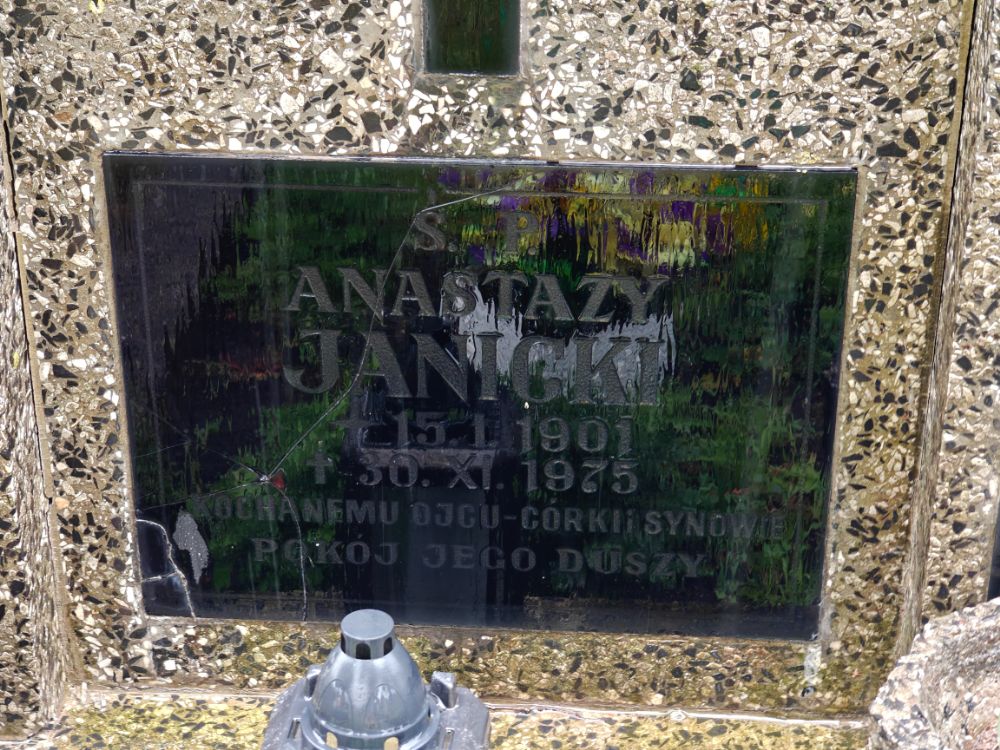 S. P.
ANASTAZY
JANICKI
15. I. 1901
† 30. XI. 1975
KOCHANEMU OJCU-CÓRKI i SYNOWIE
POKÓJ JEGO DUSZY